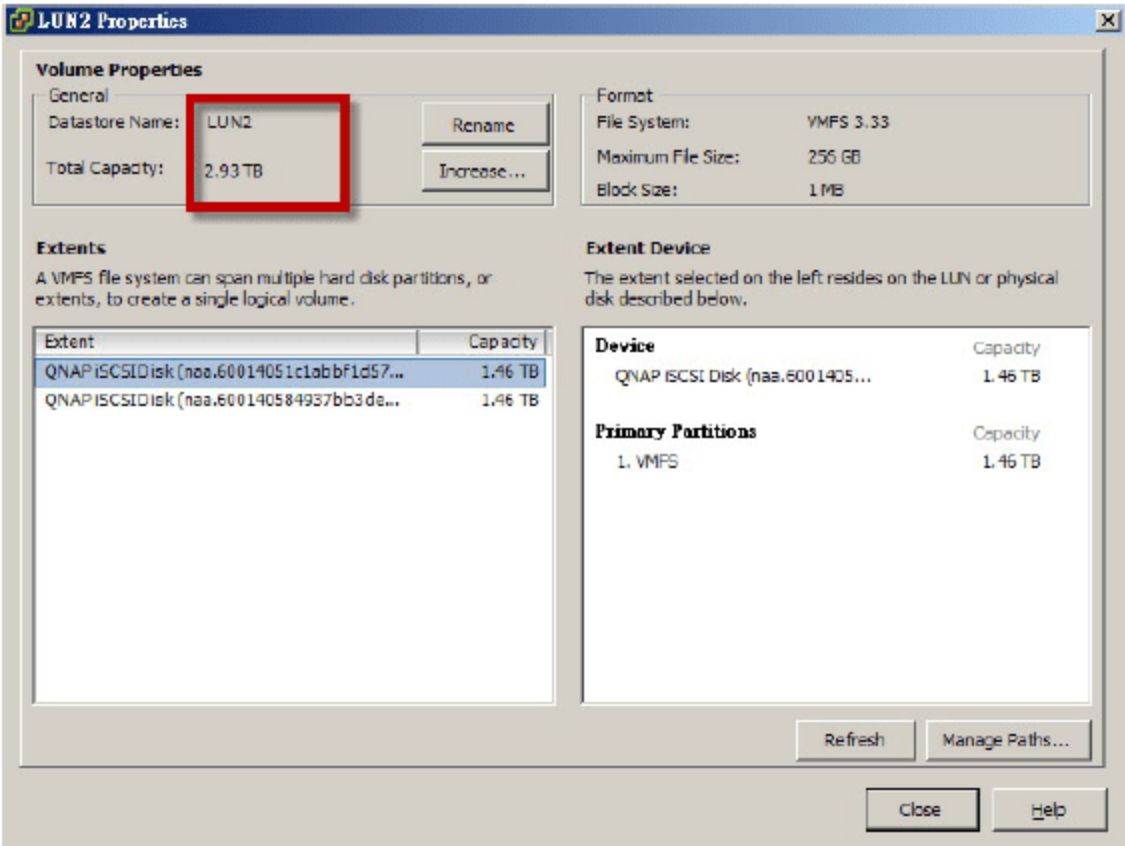 LUN2 Properties
Volume Properties
General
Datastore Name: LUN2
Rename
Total Capacity: 2.93 TB
Increase...
Format
File System: VMFS 3.33
Maximum File Size: 256 GB
Block Size: 1 MB
Extents
A VMFS file system can span multiple hard disk partitions, or
extents, to create a single logical volume.
Extent Capacity
QNAP iSCSI Disk (naa.60014051c1abbf1d57... 1.46 TB
QNAP iSCSI Disk (naa.600140584937bb3de... 1.46 TB
Extent Device
The extent selected on the left resides on the LUN or physical
disk described below.
Device Capacity
QNAP iSCSI Disk (naa.6001405... 1.46 TB
Primary Partitions Capacity
1. VMFS 1.46 TB
Refresh
Manage Paths...
Close
Help